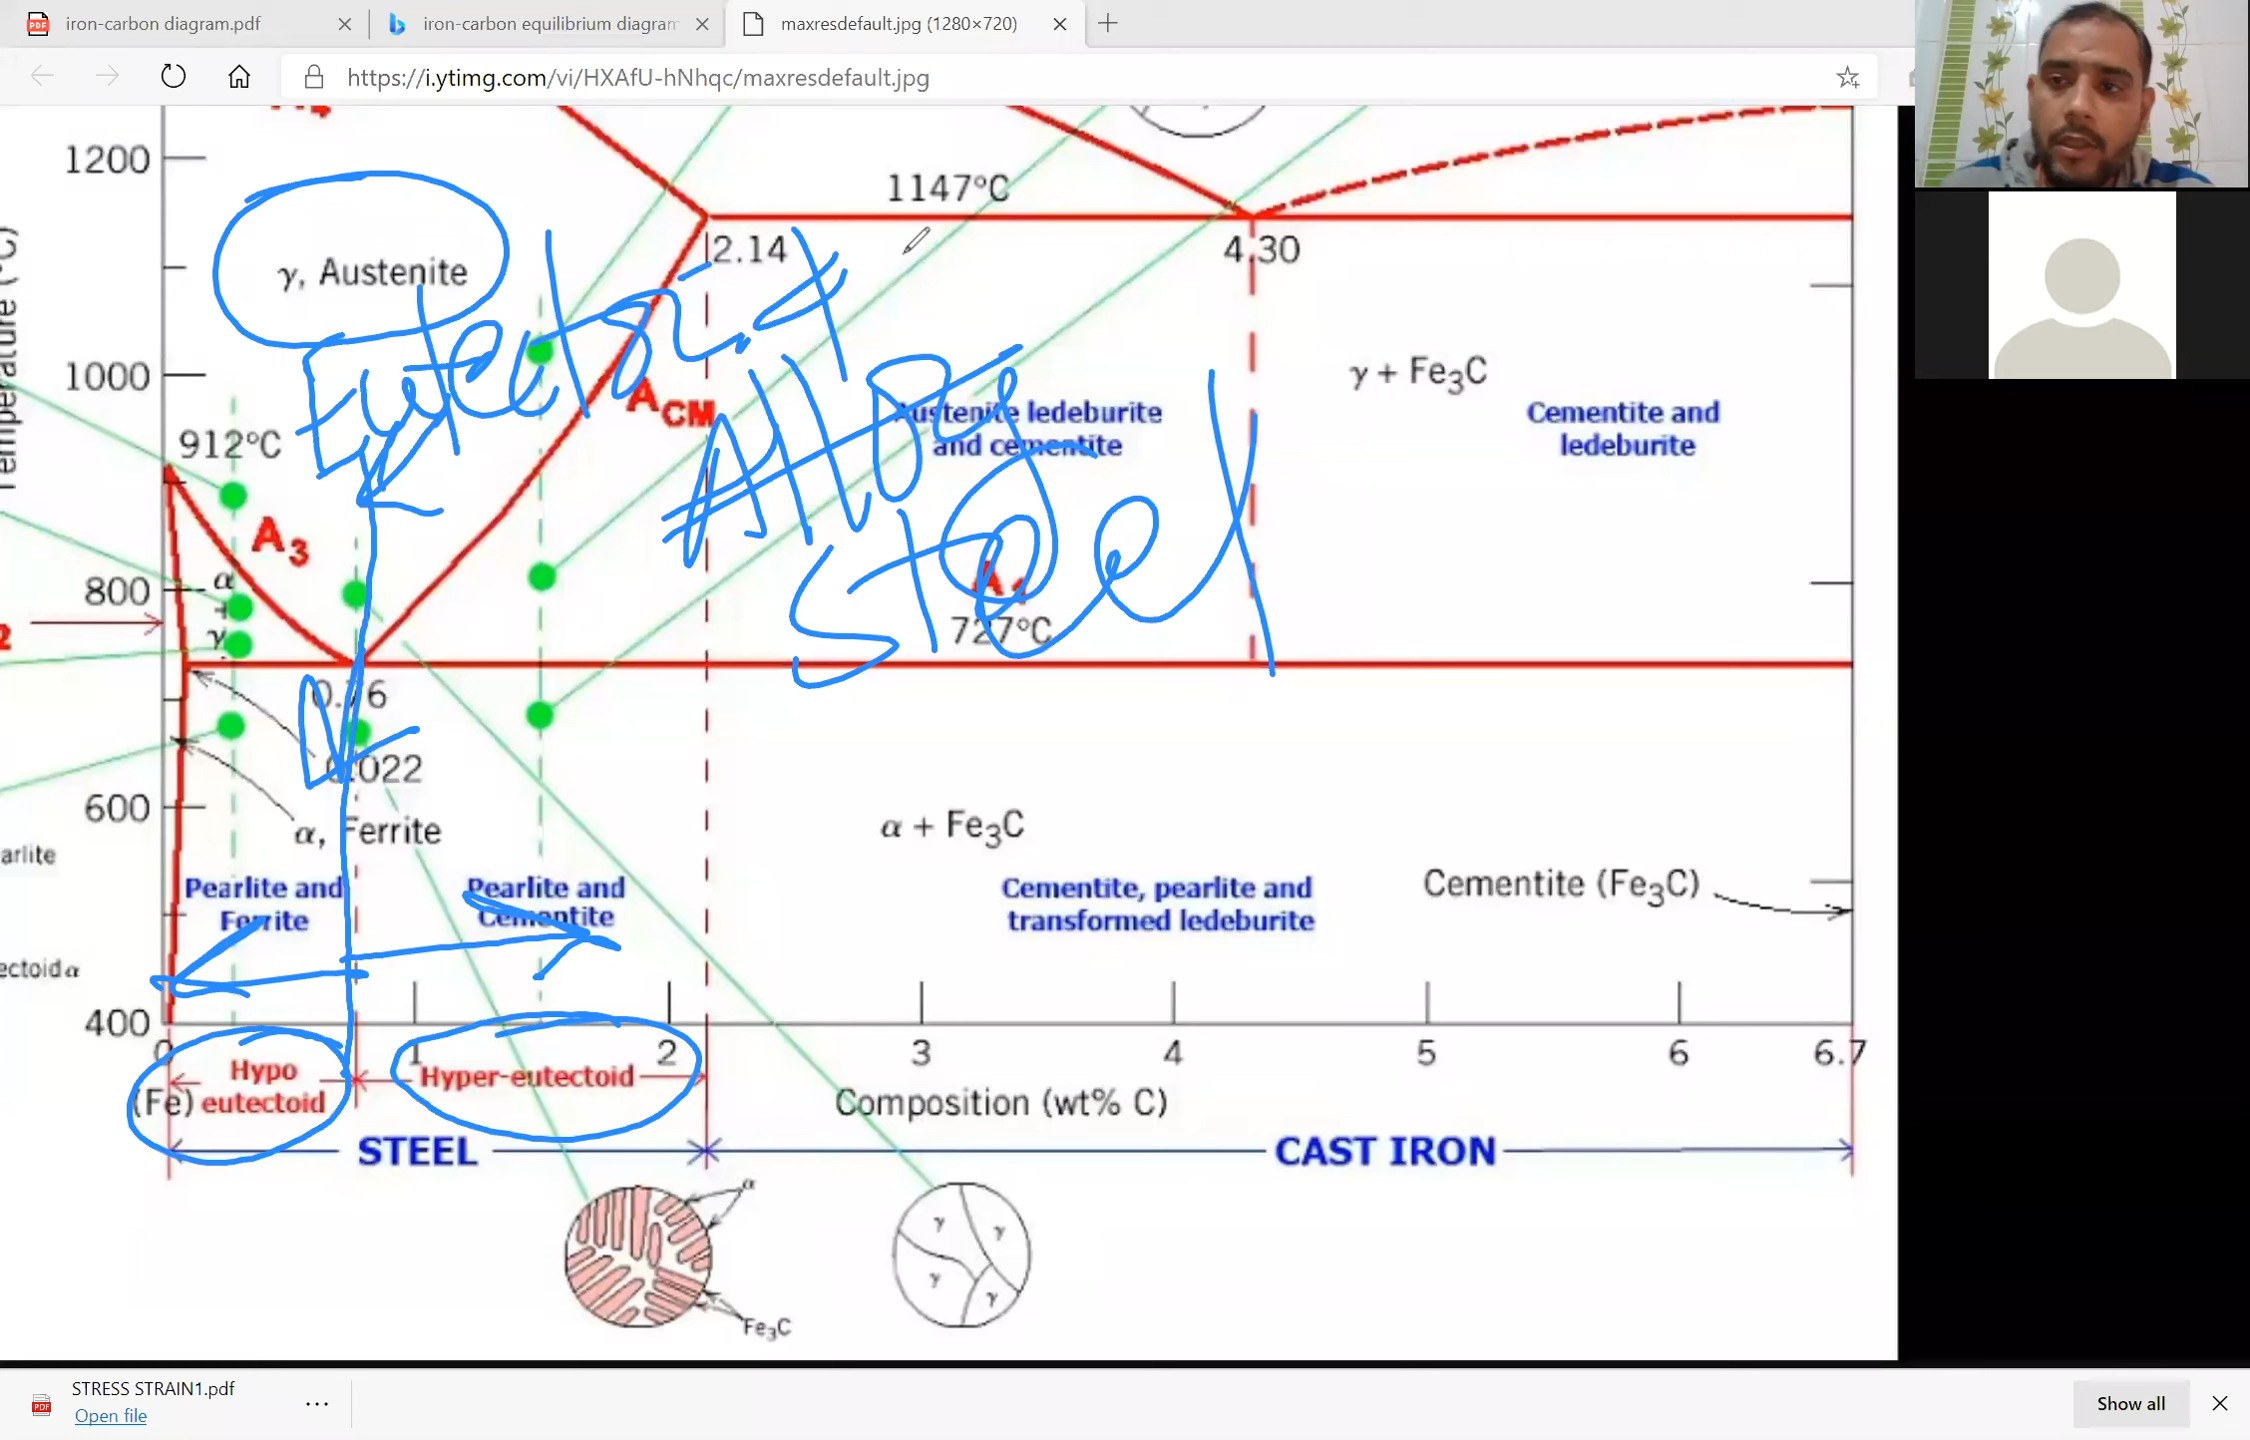 iron-carbon diagram.pdf
iron-carbon equilibrium diagram
maxresdefault.jpg (1280×720)
https://i.ytimg.com/vi/HXAfU-hNhqc/maxresdefault.jpg
1200
1147°C
2.14
4.30
γ, Austenite
1000
γ + Fe₃C
A_CM
Austenite ledeburite
and cementite
Cementite and
ledeburite
912°C
A₃
α
+
γ
800
A₁
727°C
0.76
0.022
600
α, Ferrite
α + Fe₃C
arlite
Pearlite and
Ferrite
Pearlite and
Cementite
Cementite, pearlite and
transformed ledeburite
Cementite (Fe₃C)
ectoid α
400
0 1 2 3 4 5 6 6.7
(Fe)
Hypo
eutectoid
Hyper-eutectoid
Composition (wt% C)
STEEL
CAST IRON
α
γ
γ
γ
γ
Fe₃C
steel
STRESS STRAIN1.pdf
Open file
Show all